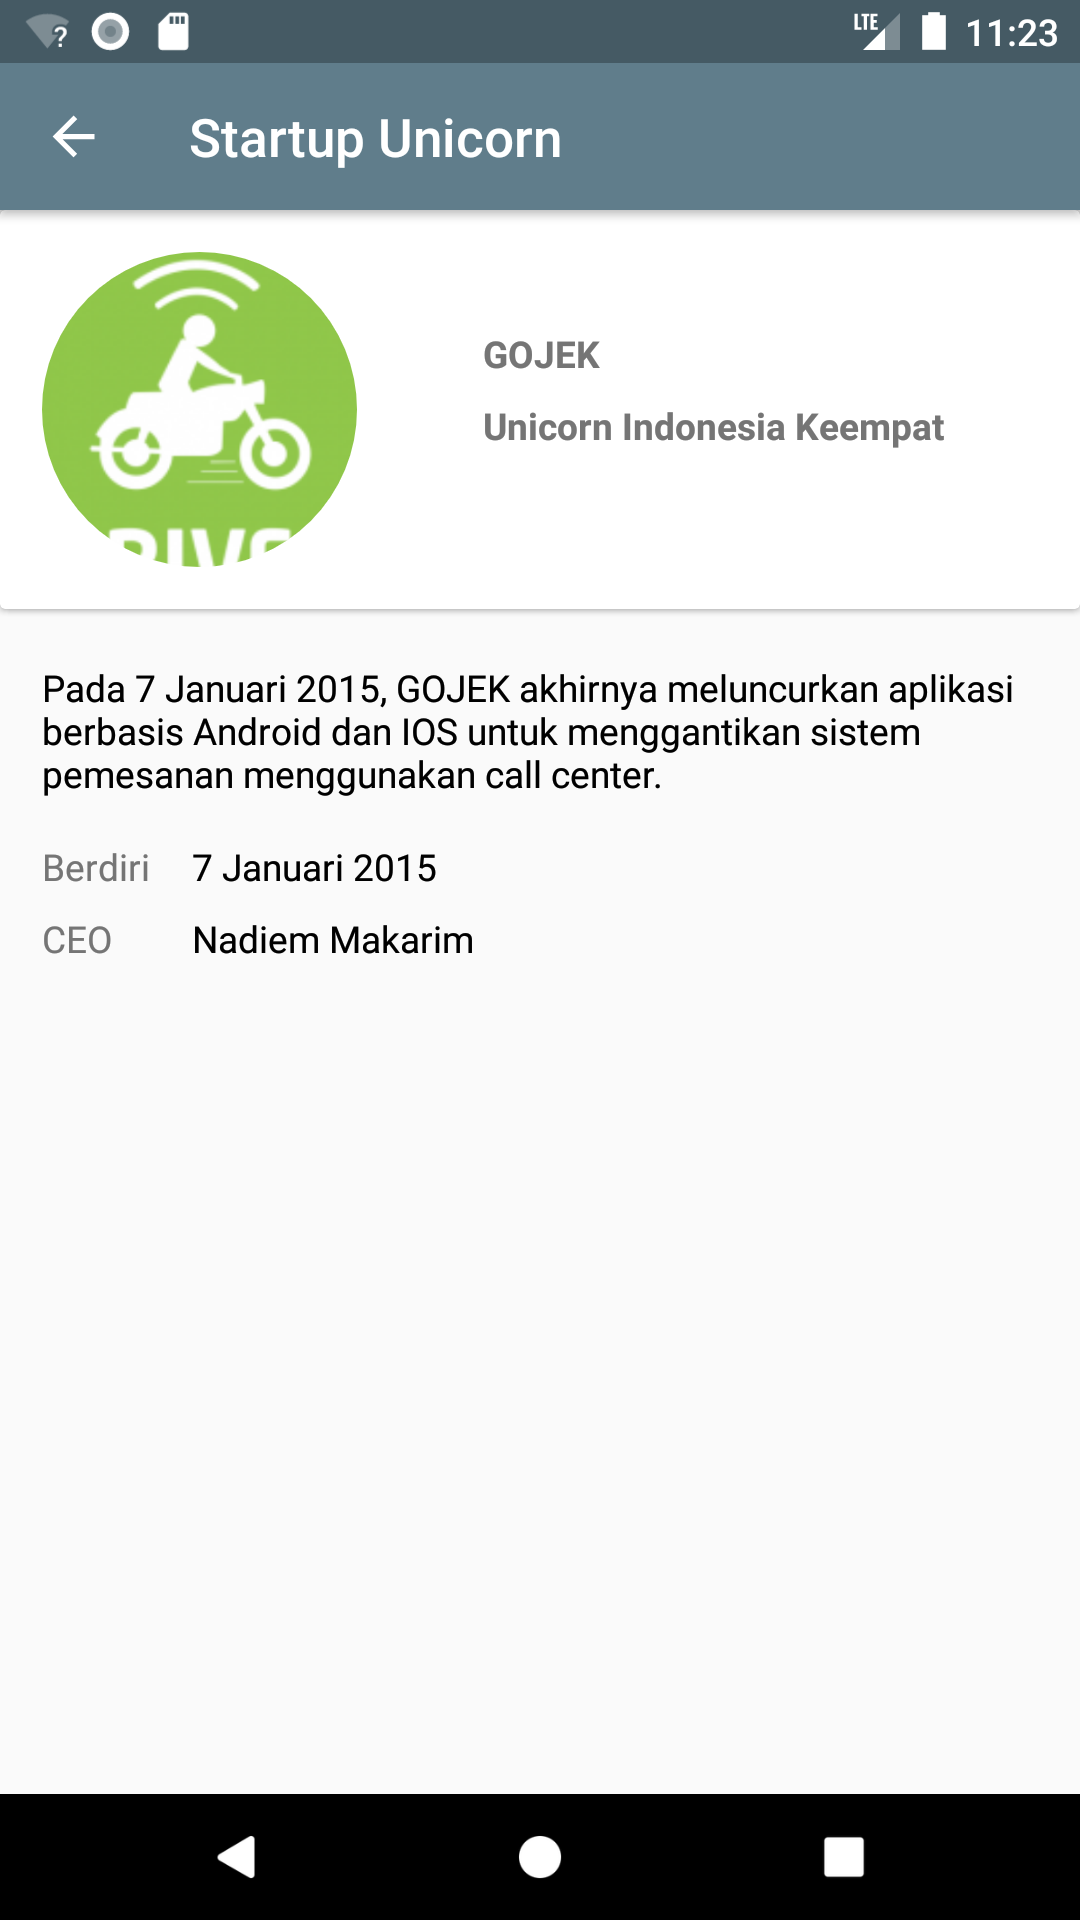 LTE 11:23
Startup Unicorn
GOJEK
Unicorn Indonesia Keempat
Pada 7 Januari 2015, GOJEK akhirnya meluncurkan aplikasi
berbasis Android dan IOS untuk menggantikan sistem
pemesanan menggunakan call center.
Berdiri 7 Januari 2015
CEO Nadiem Makarim